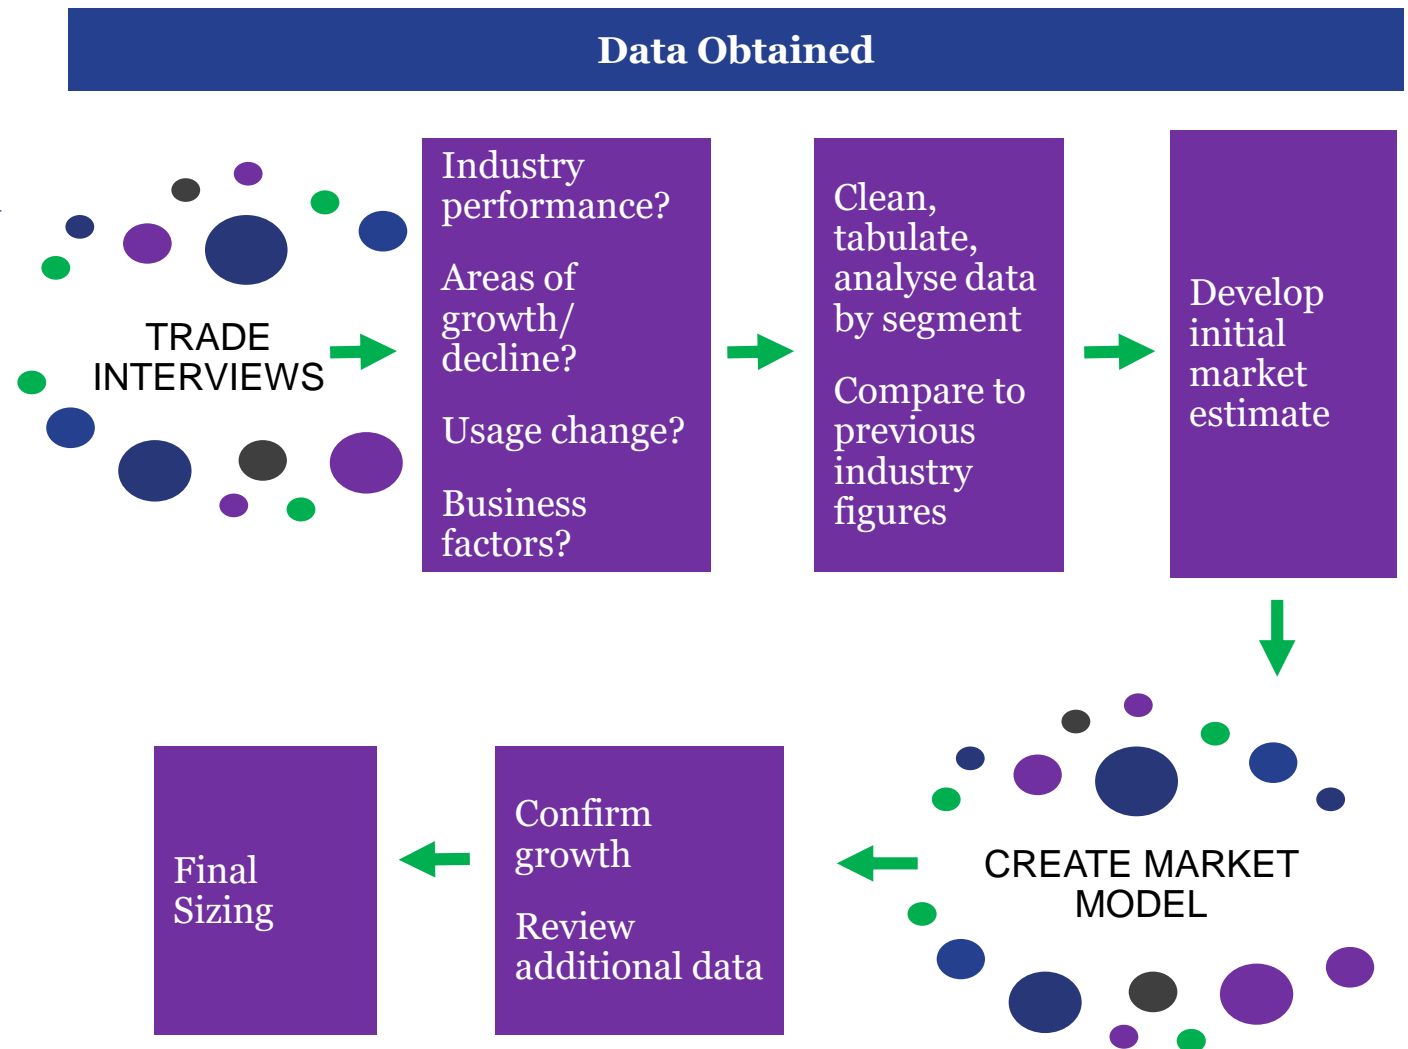 Data Obtained
TRADE
INTERVIEWS
Industry
performance?
Areas of
growth/
decline?
Usage change?
Business
factors?
Clean,
tabulate,
analyse data
by segment
Compare to
previous
industry
figures
Develop
initial
market
estimate
CREATE MARKET
MODEL
Confirm
growth
Review
additional data
Final
Sizing